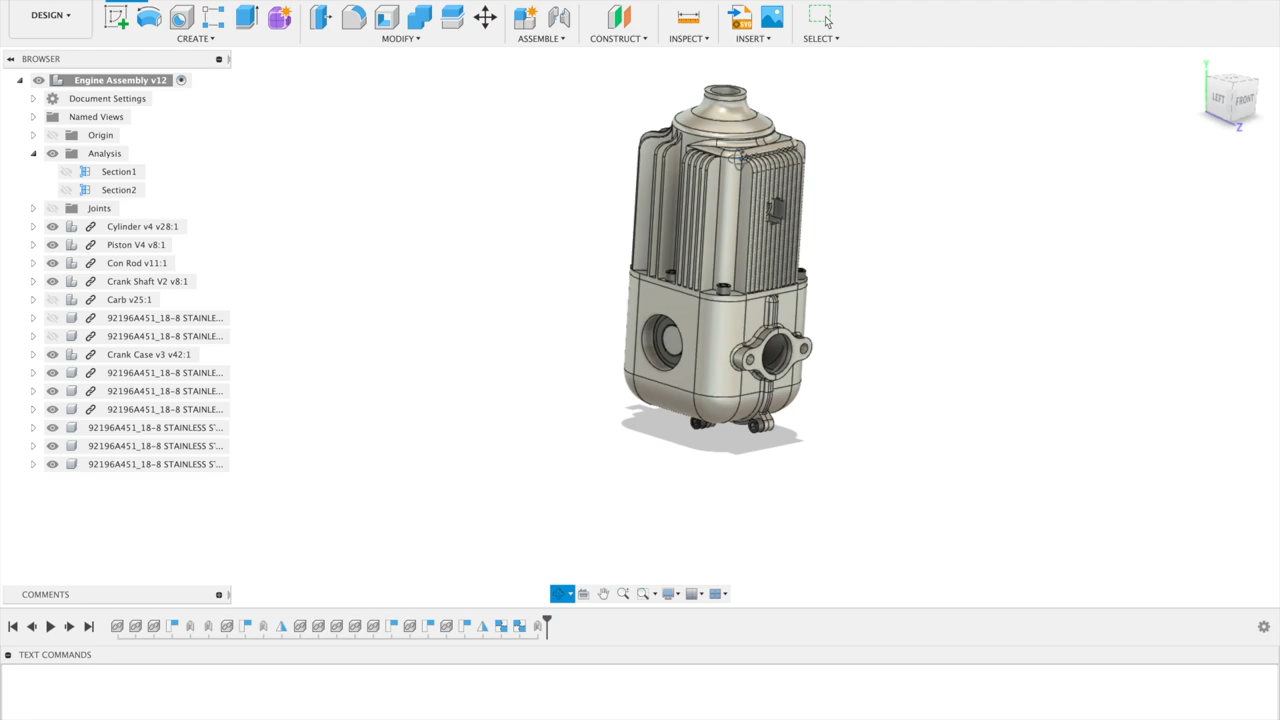 DESIGN
CREATE
MODIFY
ASSEMBLE
CONSTRUCT
INSPECT
INSERT
SELECT
SVG
BROWSER
Engine Assembly v12
Document Settings
Named Views
Origin
Analysis
Section1
Section2
Joints
Cylinder v4 v28:1
Piston V4 v8:1
Con Rod v11:1
Crank Shaft V2 v8:1
Carb v25:1
92196A451_18-8 STAINLE...
92196A451_18-8 STAINLE...
Crank Case v3 v42:1
92196A451_18-8 STAINLE...
92196A451_18-8 STAINLE...
92196A451_18-8 STAINLE...
92196A451_18-8 STAINLESS S'...
92196A451_18-8 STAINLESS S'...
92196A451_18-8 STAINLESS S'...
Y
LEFT
FRONT
Z
COMMENTS
TEXT COMMANDS